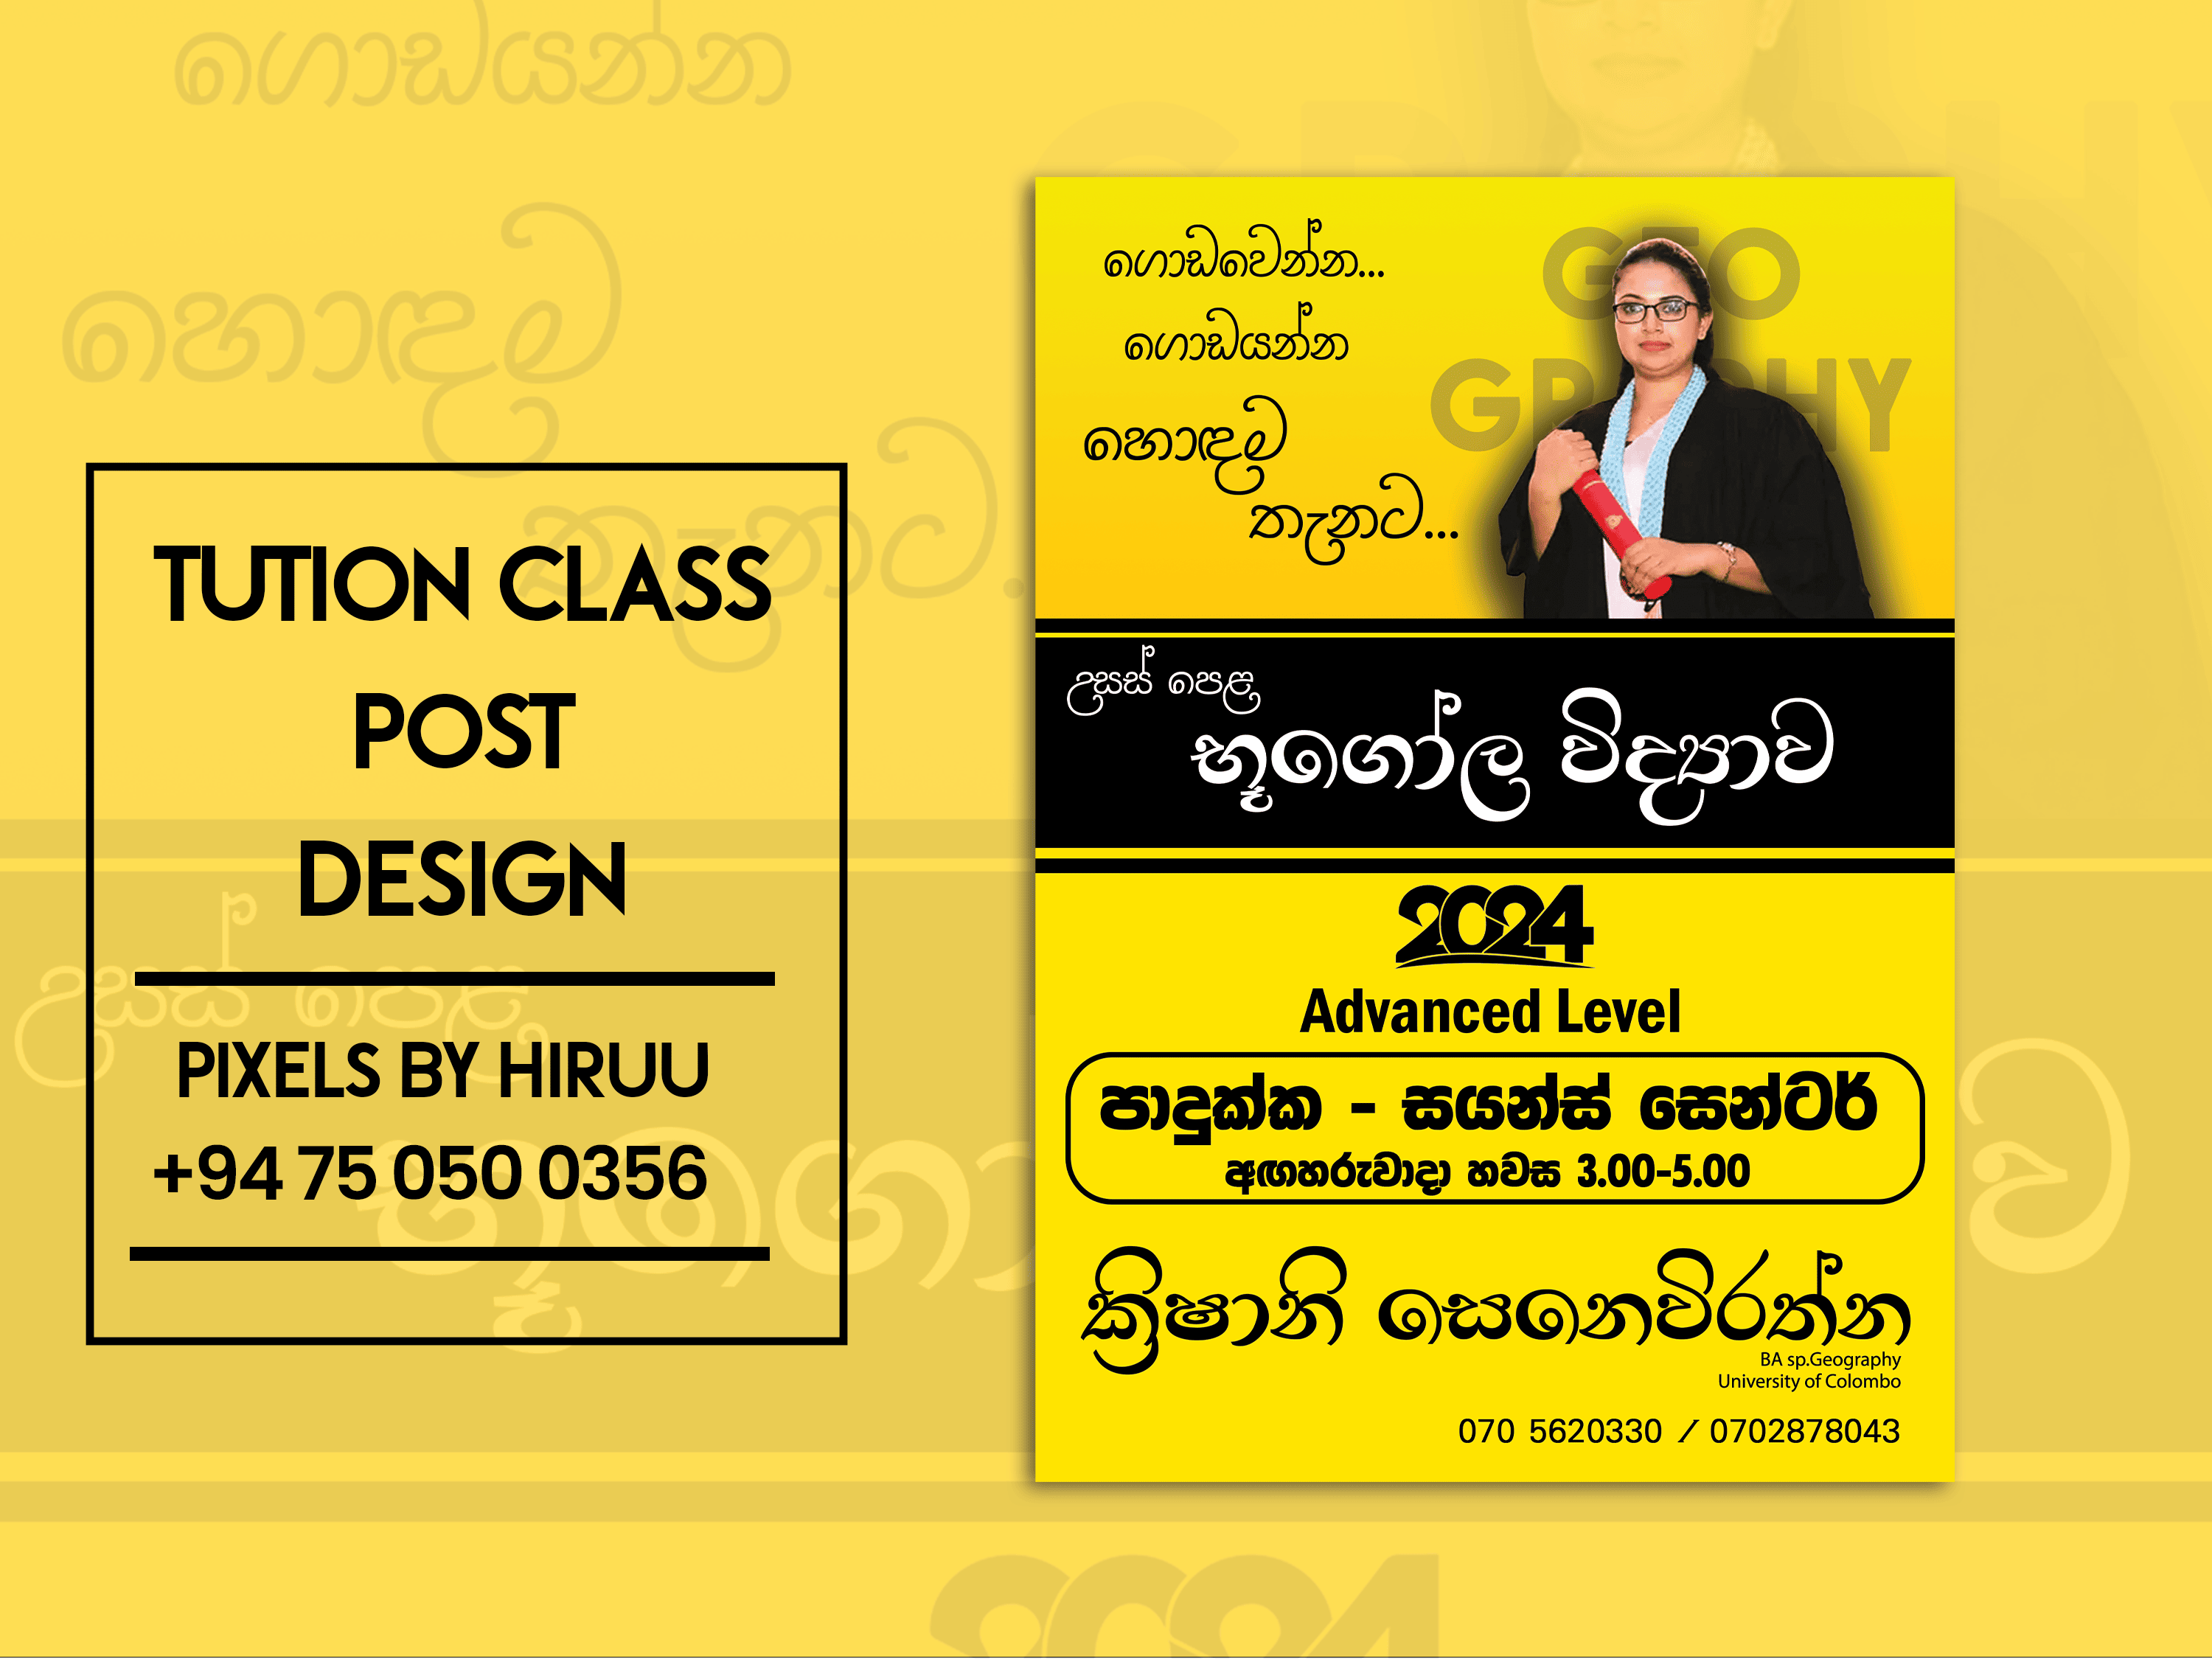 TUTION CLASS
POST
DESIGN
PIXELS BY HIRUU
+94 75 050 0356
ගොඩවෙන්න...
ගොඩයන්න
හොඳම
තැනට...
GEO
GRAPHY
උසස් පෙළ
භූගෝල විද්‍යාව
2024
Advanced Level
පාදුක්ක - සයන්ස් සෙන්ටර්
අඟහරුවාදා හවස 3.00-5.00
ක්‍රිෂානි සෙනෙවිරත්න
BA sp.Geography
University of Colombo
070 5620330 / 0702878043